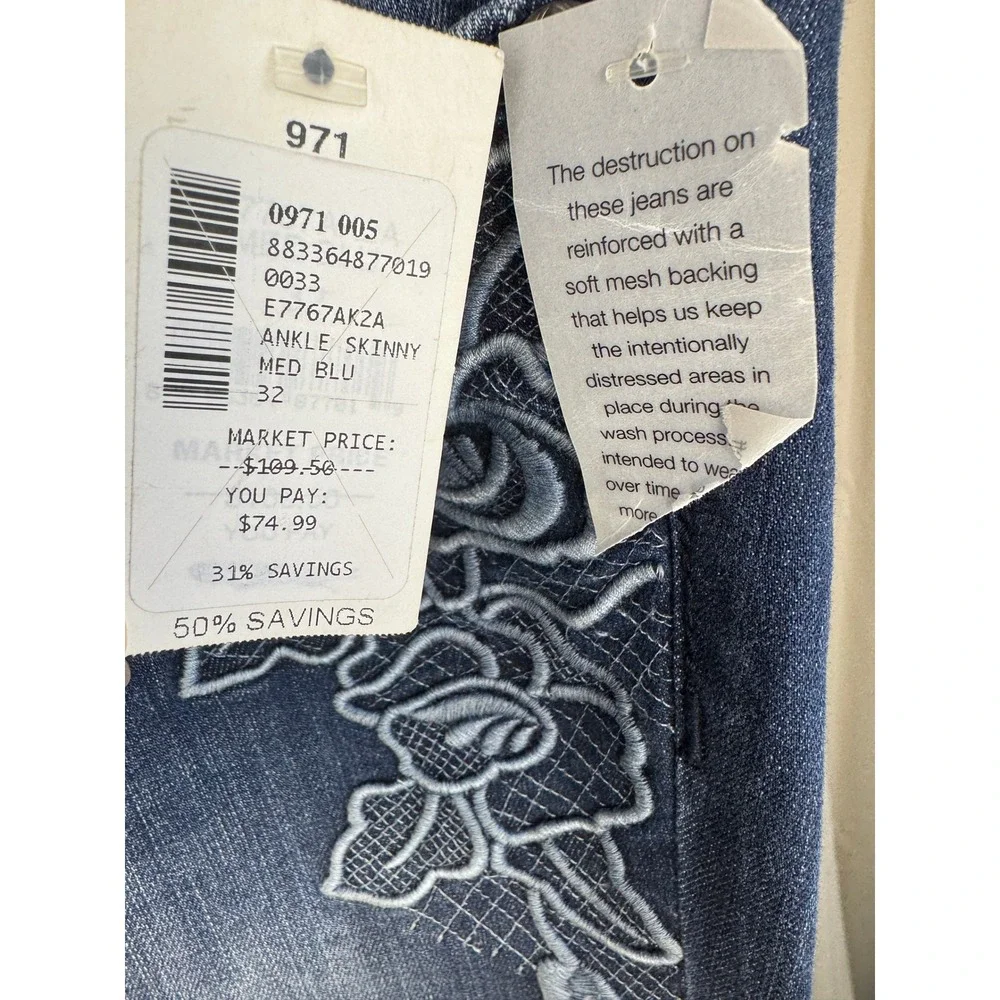 971
0971 005
883364877019
0033
E7767AK2A
ANKLE SKINNY
MED BLU
32
MARKET PRICE:
--$109.50---
YOU PAY:
$74.99
31% SAVINGS
50% SAVINGS
The destruction on
these jeans are
reinforced with a
soft mesh backing
that helps us keep
the intentionally
distressed areas in
place during the
wash process.
intended to wea
over time
more